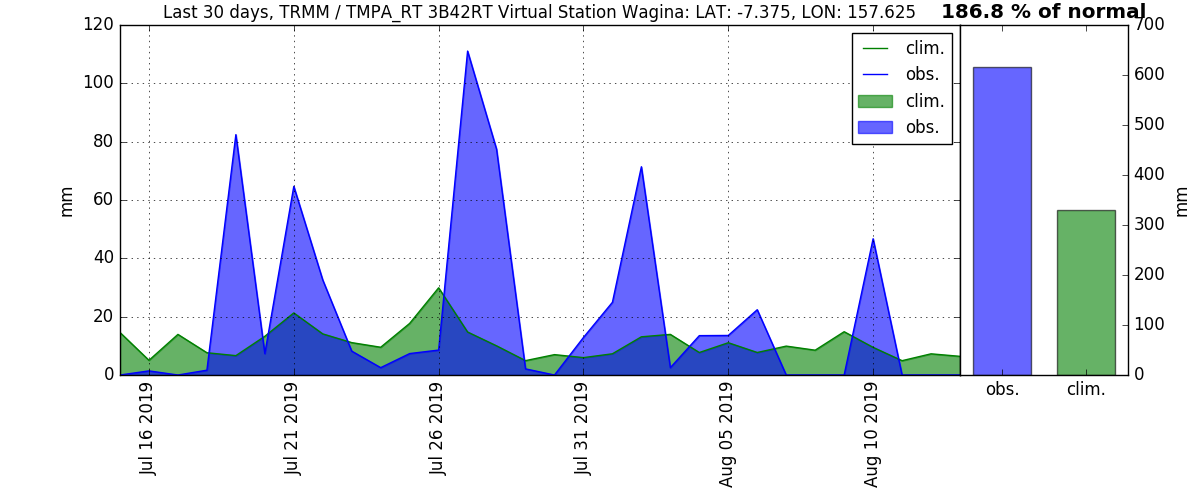 Last 30 days, TRMM / TMPA_RT 3B42RT Virtual Station Wagina: LAT: -7.375, LON: 157.625
186.8 % of normal
120
100
80
60
40
20
0
mm
clim.
obs.
clim.
obs.
Jul 16 2019
Jul 21 2019
Jul 26 2019
Jul 31 2019
Aug 05 2019
Aug 10 2019
700
600
500
400
300
200
100
0
mm
obs.
clim.